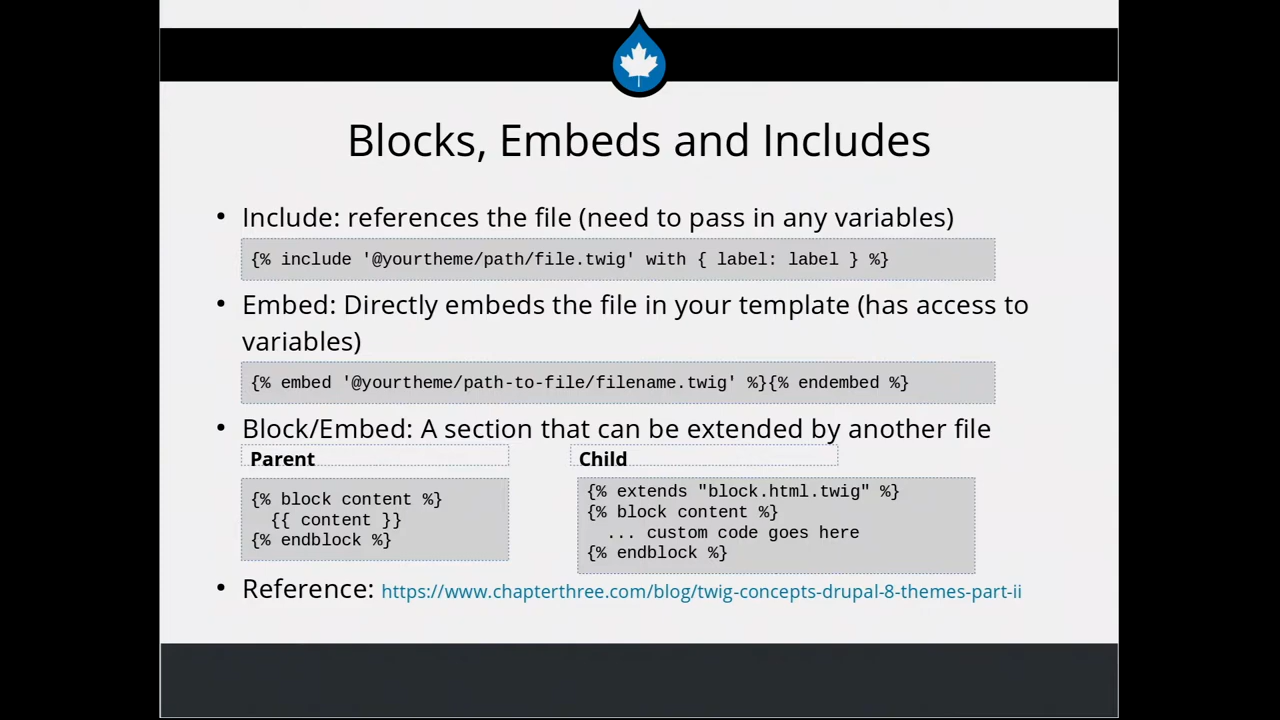 Blocks, Embeds and Includes
• Include: references the file (need to pass in any variables)
{% include '@yourtheme/path/file.twig' with { label: label } %}
• Embed: Directly embeds the file in your template (has access to
variables)
{% embed '@yourtheme/path-to-file/filename.twig' %}{% endembed %}
• Block/Embed: A section that can be extended by another file
Parent
{% block content %}
  {{ content }}
{% endblock %}
Child
{% extends "block.html.twig" %}
{% block content %}
  ... custom code goes here
{% endblock %}
• Reference: https://www.chapterthree.com/blog/twig-concepts-drupal-8-themes-part-ii